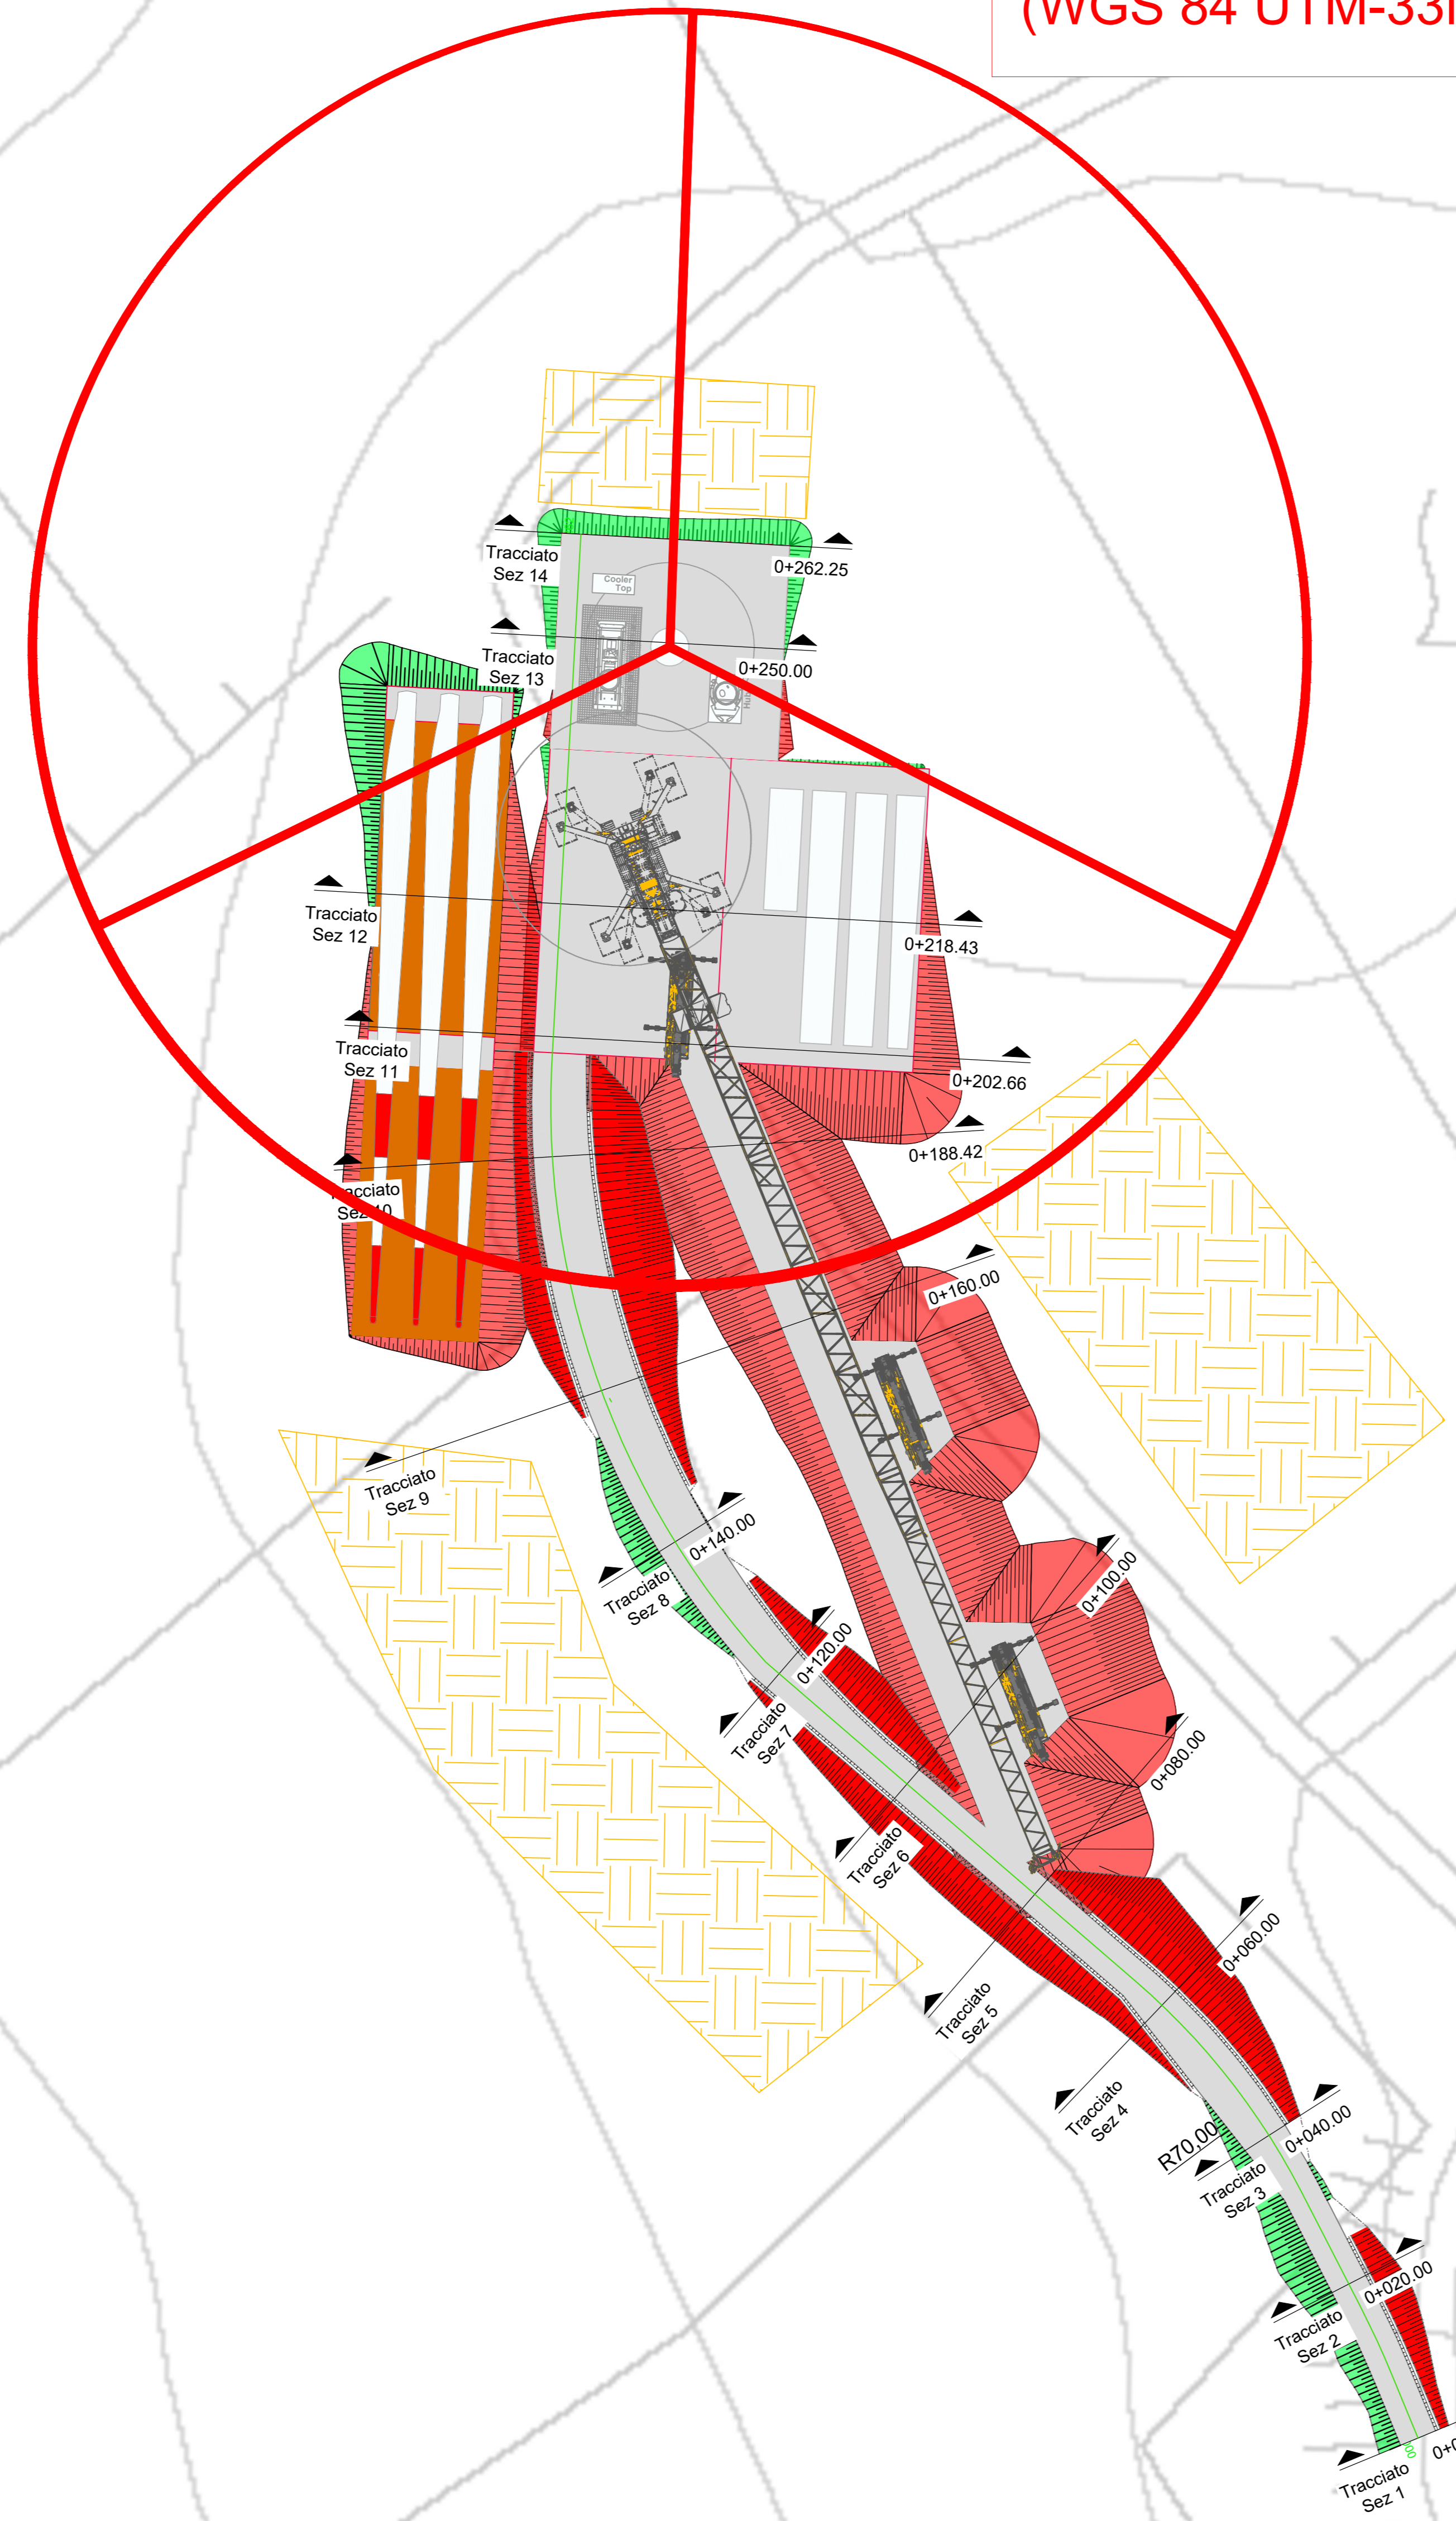 (WGS 84 UTM-33
Tracciato
Sez 14
0+262.25
Cooler
Top
Tracciato
Sez 13
0+250.00
Hub
Tracciato
Sez 12
0+218.43
Tracciato
Sez 11
0+202.66
0+188.42
Tracciato
Sez 10
0+160.00
Tracciato
Sez 9
0+140.00
Tracciato
Sez 8
0+120.00
0+100.00
Tracciato
Sez 7
0+080.00
Tracciato
Sez 6
0+060.00
Tracciato
Sez 5
Tracciato
Sez 4
R70,00
0+040.00
Tracciato
Sez 3
0+020.00
Tracciato
Sez 2
Tracciato
Sez 1